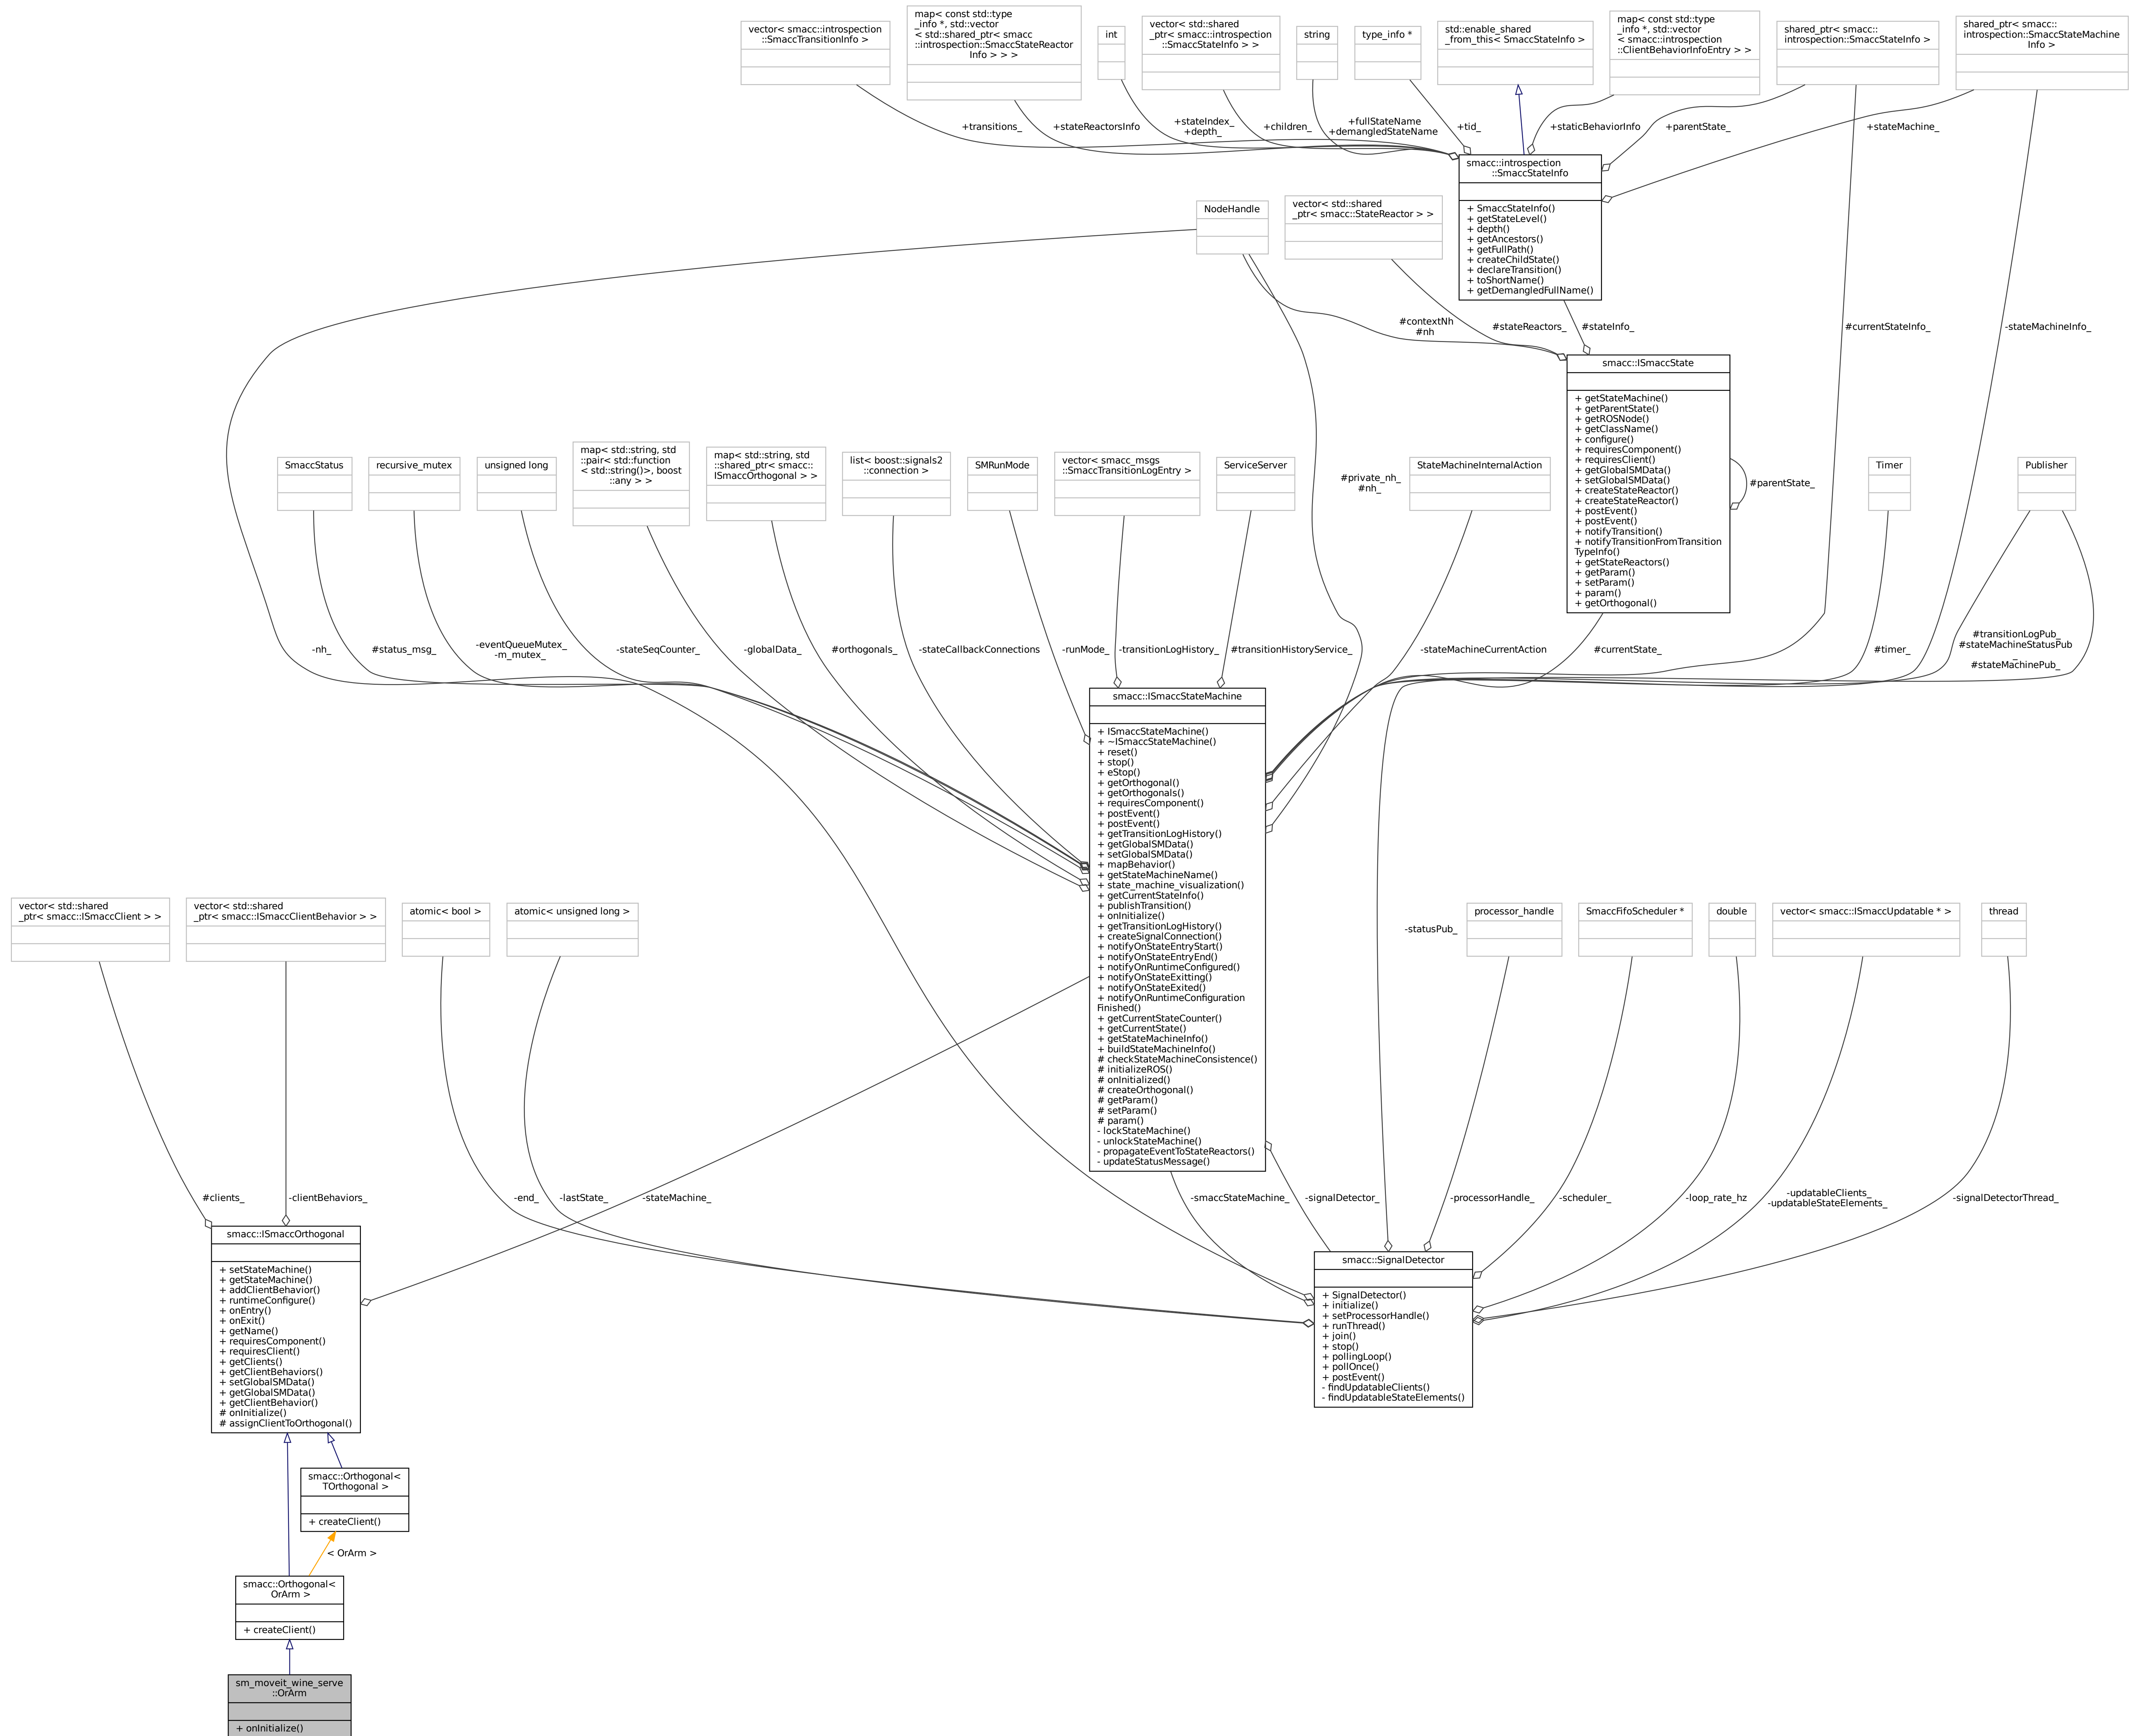 vector< smacc::introspection
::SmaccTransitionInfo >
map< const std::type
_info *, std::vector
< std::shared_ptr< smacc
::introspection::SmaccStateReactor
Info > > >
int
vector< std::shared
_ptr< smacc::introspection
::SmaccStateInfo > >
string
type_info *
std::enable_shared
_from_this< SmaccStateInfo >
map< const std::type
_info *, std::vector
< smacc::introspection
::ClientBehaviorInfoEntry > >
shared_ptr< smacc::
introspection::SmaccStateInfo >
shared_ptr< smacc::
introspection::SmaccStateMachine
Info >
+transitions_
+stateReactorsInfo
+stateIndex_
+depth_
+children_
+fullStateName
+demangledStateName
+tid_
+staticBehaviorInfo
+parentState_
+stateMachine_
smacc::introspection
::SmaccStateInfo
+ SmaccStateInfo()
+ getStateLevel()
+ depth()
+ getAncestors()
+ getFullPath()
+ createChildState()
+ declareTransition()
+ toShortName()
+ getDemangledFullName()
NodeHandle
vector< std::shared
_ptr< smacc::StateReactor > >
#contextNh
#nh
#stateReactors_
#stateInfo_
#currentStateInfo_
-stateMachineInfo_
smacc::ISmaccState
+ getStateMachine()
+ getParentState()
+ getROSNode()
+ getClassName()
+ configure()
+ requiresComponent()
+ requiresClient()
+ getGlobalSMData()
+ setGlobalSMData()
+ createStateReactor()
+ createStateReactor()
+ postEvent()
+ postEvent()
+ notifyTransition()
+ notifyTransitionFromTransition
TypeInfo()
+ getStateReactors()
+ getParam()
+ setParam()
+ param()
+ getOrthogonal()
#parentState_
SmaccStatus
recursive_mutex
unsigned long
map< std::string, std
::pair< std::function
< std::string()>, boost
::any > >
map< std::string, std
::shared_ptr< smacc::
ISmaccOrthogonal > >
list< boost::signals2
::connection >
SMRunMode
vector< smacc_msgs
::SmaccTransitionLogEntry >
ServiceServer
#private_nh_
#nh_
StateMachineInternalAction
Timer
Publisher
-nh_
#status_msg_
-eventQueueMutex_
-m_mutex_
-stateSeqCounter_
-globalData_
#orthogonals_
-stateCallbackConnections
-runMode_
-transitionLogHistory_
#transitionHistoryService_
-stateMachineCurrentAction
#currentState_
#timer_
#transitionLogPub_
#stateMachineStatusPub
_
#stateMachinePub_
smacc::ISmaccStateMachine
+ ISmaccStateMachine()
+ ~ISmaccStateMachine()
+ reset()
+ stop()
+ eStop()
+ getOrthogonal()
+ getOrthogonals()
+ requiresComponent()
+ postEvent()
+ postEvent()
+ getTransitionLogHistory()
+ getGlobalSMData()
+ setGlobalSMData()
+ mapBehavior()
+ getStateMachineName()
+ state_machine_visualization()
+ getCurrentStateInfo()
+ publishTransition()
+ onInitialize()
+ getTransitionLogHistory()
+ createSignalConnection()
+ notifyOnStateEntryStart()
+ notifyOnStateEntryEnd()
+ notifyOnRuntimeConfigured()
+ notifyOnStateExitting()
+ notifyOnStateExited()
+ notifyOnRuntimeConfiguration
Finished()
+ getCurrentStateCounter()
+ getCurrentState()
+ getStateMachineInfo()
+ buildStateMachineInfo()
# checkStateMachineConsistence()
# initializeROS()
# onInitialized()
# createOrthogonal()
# getParam()
# setParam()
# param()
- lockStateMachine()
- unlockStateMachine()
- propagateEventToStateReactors()
- updateStatusMessage()
vector< std::shared
_ptr< smacc::ISmaccClient > >
vector< std::shared
_ptr< smacc::ISmaccClientBehavior > >
atomic< bool >
atomic< unsigned long >
-statusPub_
processor_handle
SmaccFifoScheduler *
double
vector< smacc::ISmaccUpdatable * >
thread
#clients_
-clientBehaviors_
-end_
-lastState_
-stateMachine_
-smaccStateMachine_
-signalDetector_
-processorHandle_
-scheduler_
-loop_rate_hz
-updatableClients_
-updatableStateElements_
-signalDetectorThread_
smacc::ISmaccOrthogonal
+ setStateMachine()
+ getStateMachine()
+ addClientBehavior()
+ runtimeConfigure()
+ onEntry()
+ onExit()
+ getName()
+ requiresComponent()
+ requiresClient()
+ getClients()
+ getClientBehaviors()
+ setGlobalSMData()
+ getGlobalSMData()
+ getClientBehavior()
# onInitialize()
# assignClientToOrthogonal()
smacc::SignalDetector
+ SignalDetector()
+ initialize()
+ setProcessorHandle()
+ runThread()
+ join()
+ stop()
+ pollingLoop()
+ pollOnce()
+ postEvent()
- findUpdatableClients()
- findUpdatableStateElements()
smacc::Orthogonal<
TOrthogonal >
+ createClient()
< OrArm >
smacc::Orthogonal<
OrArm >
+ createClient()
sm_moveit_wine_serve
::OrArm
+ onInitialize()